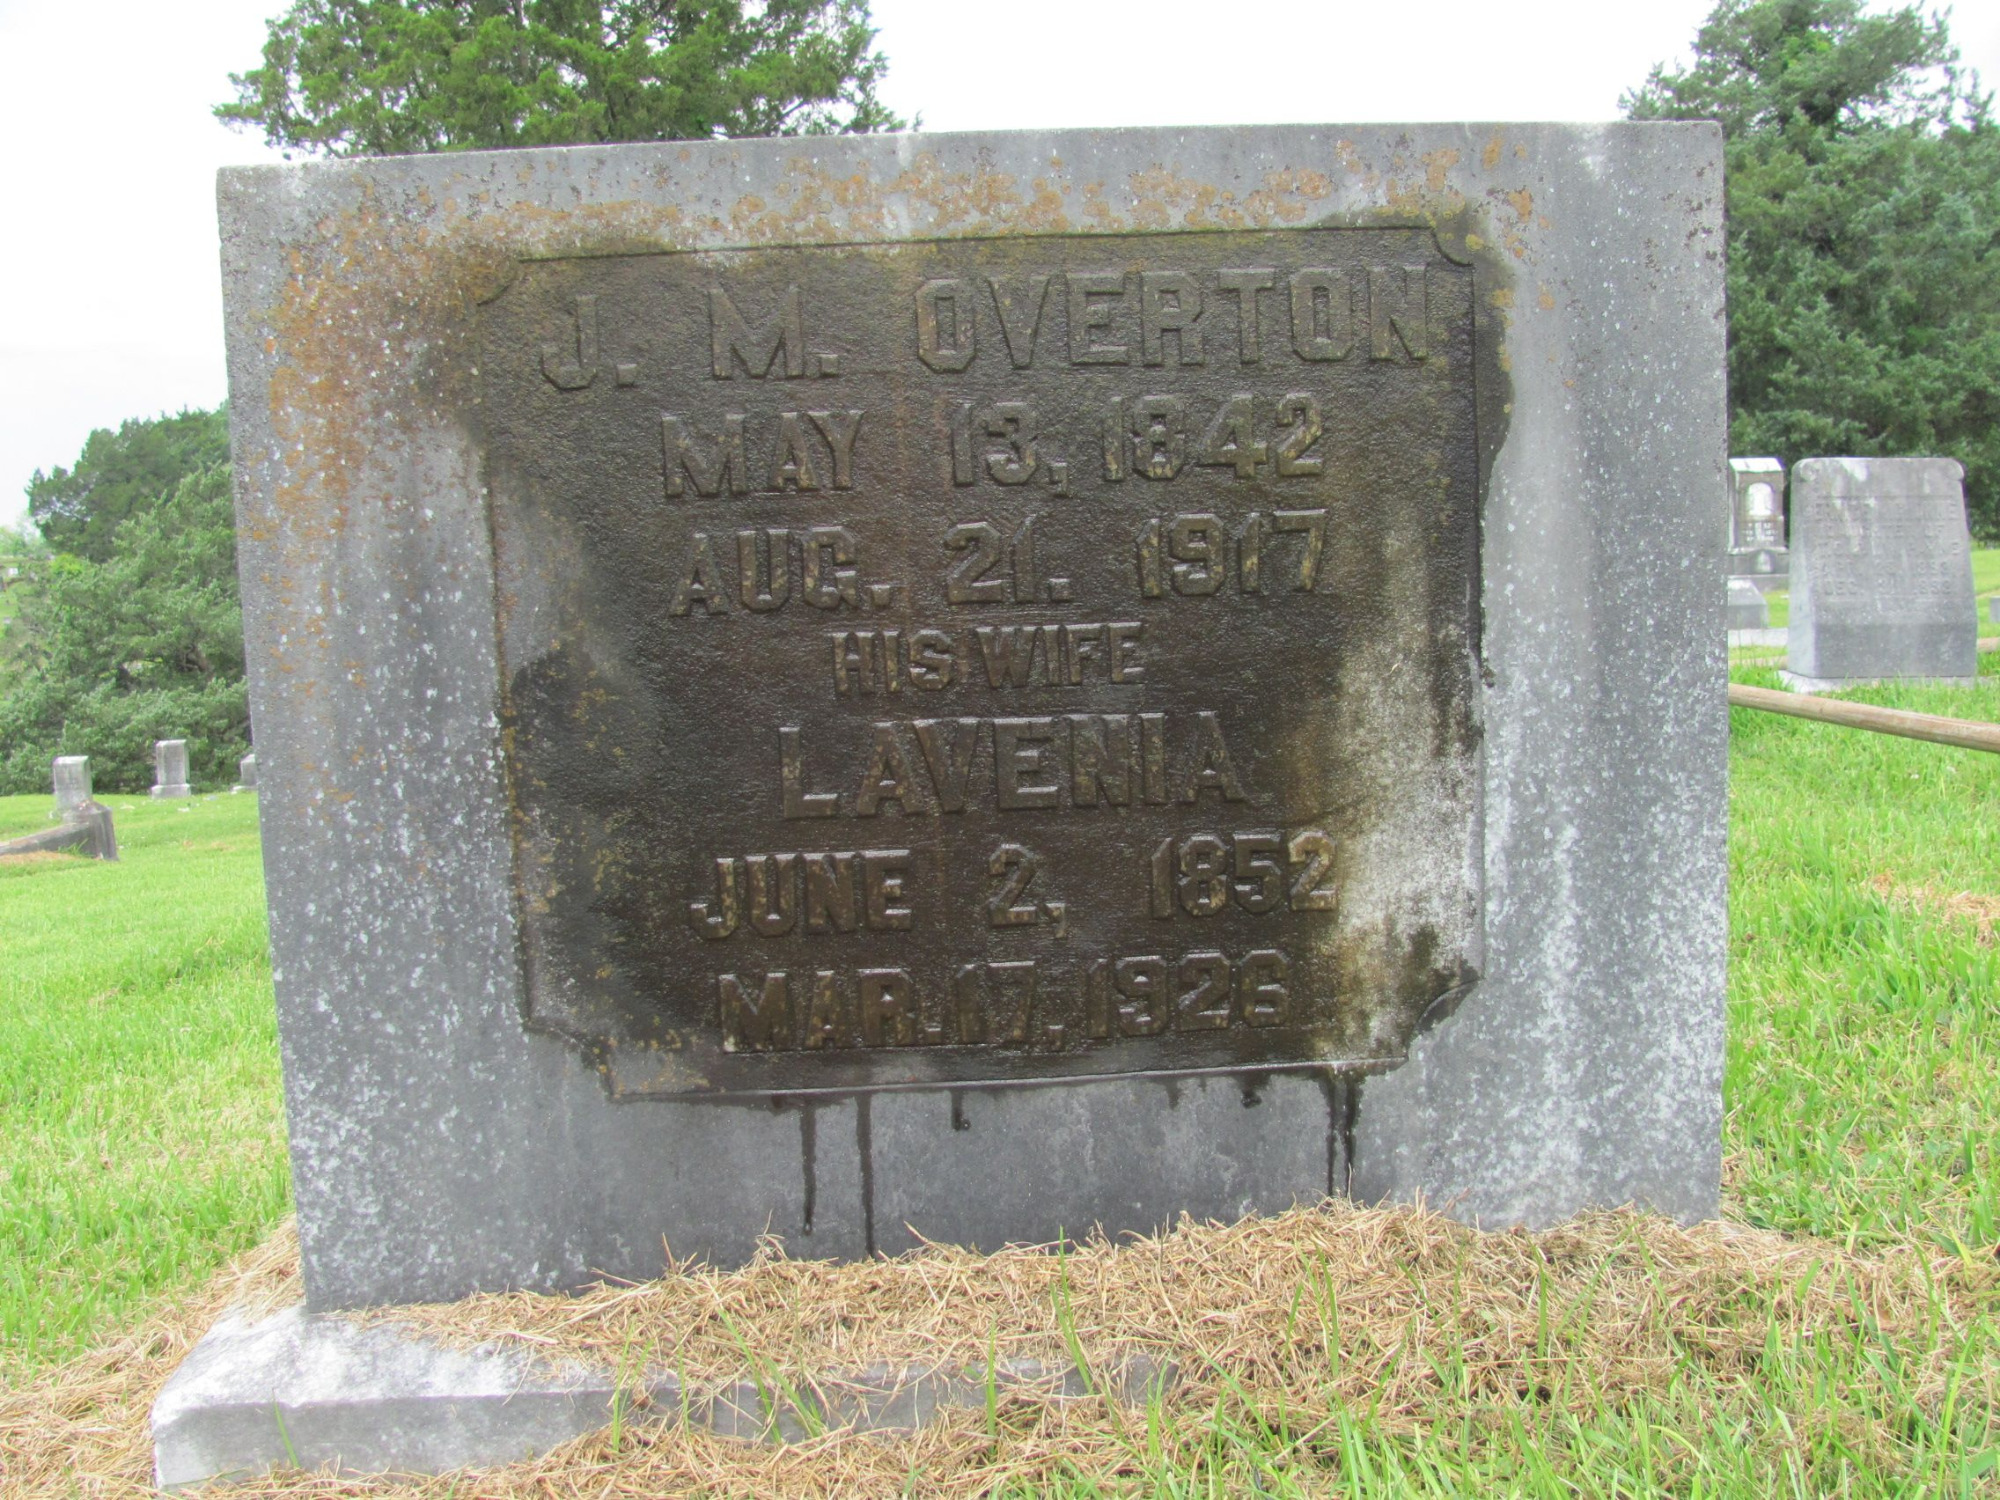 J. M. OVERTON
MAY 13, 1842
AUG. 21. 1917
HIS WIFE
LAVENIA
JUNE 2, 1852
MAR. 17, 1926